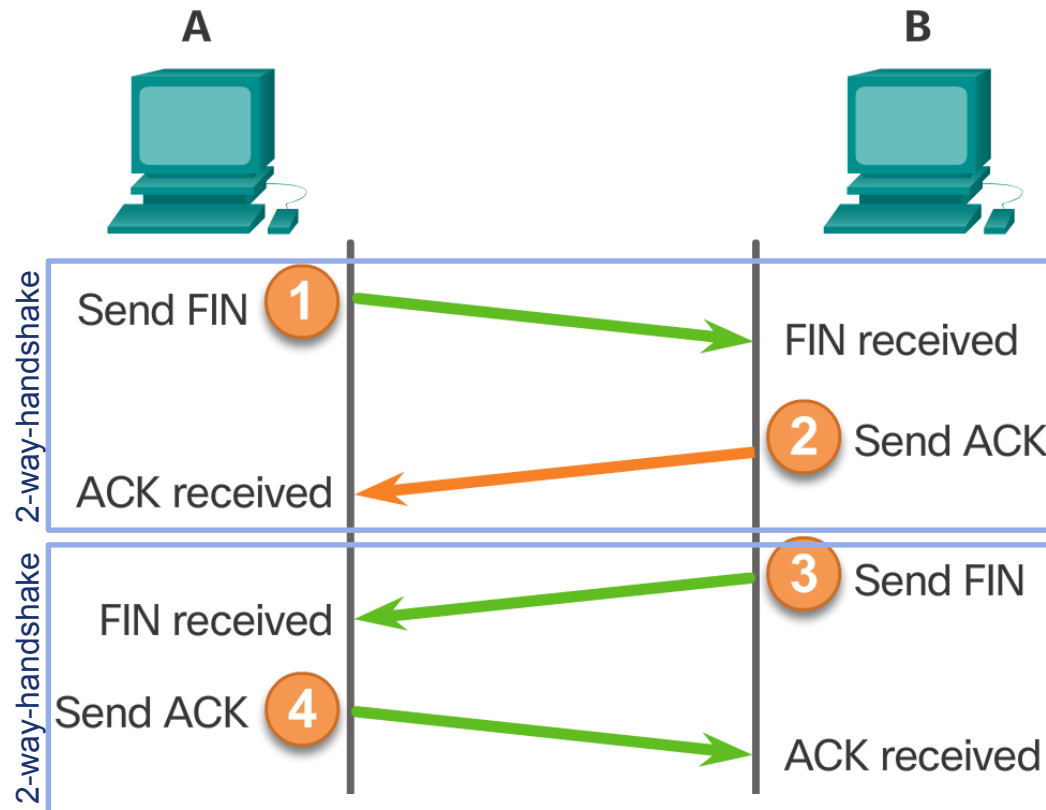 A
B
2-way-handshake
Send FIN
1
FIN received
2
Send ACK
ACK received
2-way-handshake
3
Send FIN
FIN received
Send ACK
4
ACK received